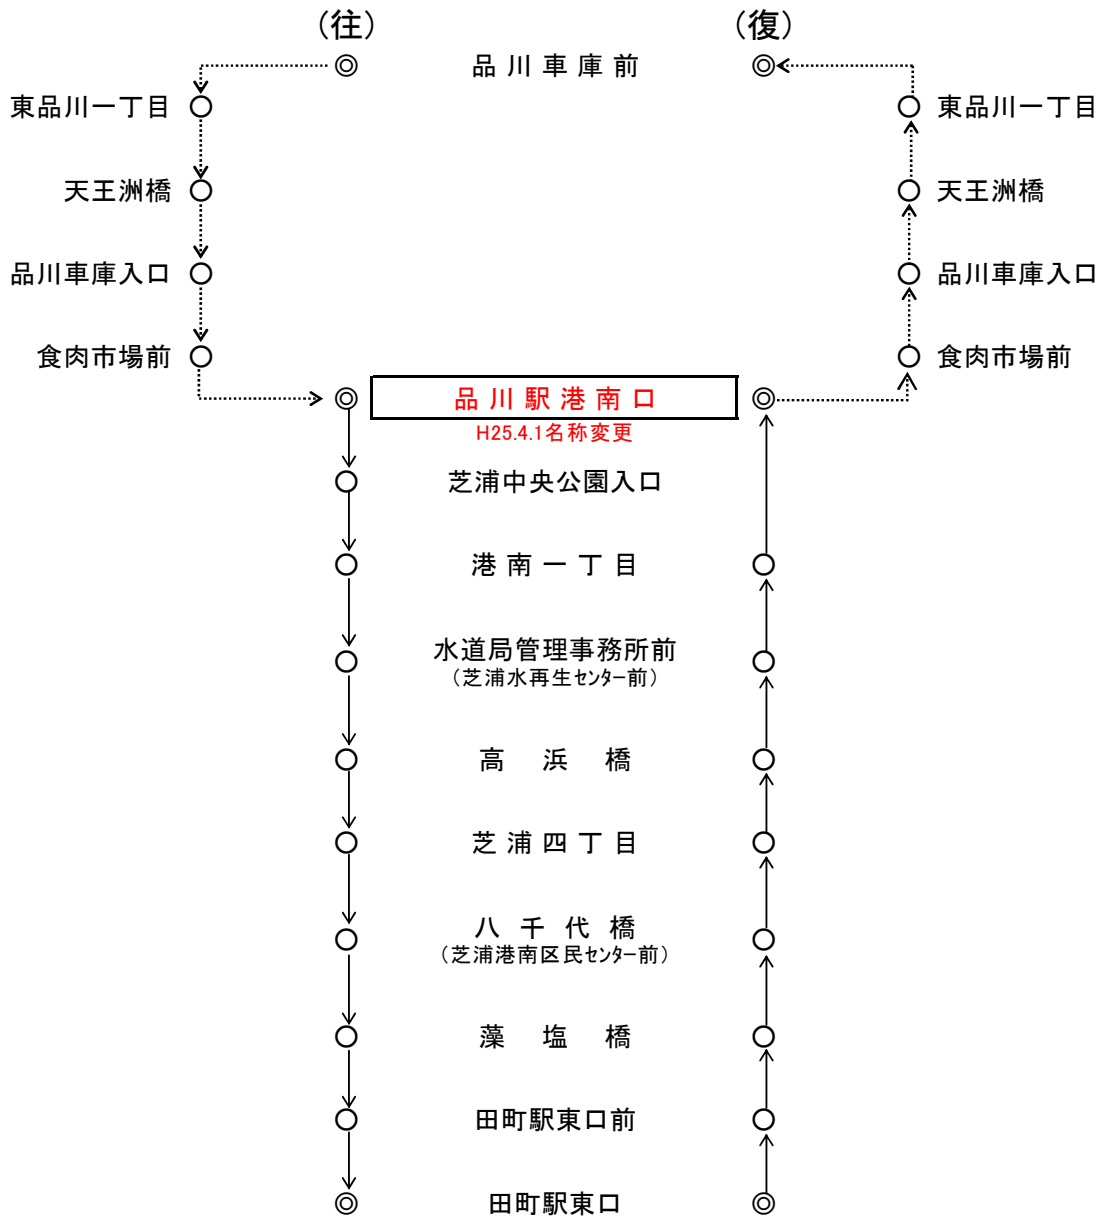 （往） （復）
品川車庫前
東品川一丁目 東品川一丁目
天王洲橋 天王洲橋
品川車庫入口 品川車庫入口
食肉市場前 食肉市場前
品川駅港南口
H25.4.1名称変更
芝浦中央公園入口
港南一丁目
水道局管理事務所前
（芝浦水再生ｾﾝﾀｰ前）
高浜橋
芝浦四丁目
八千代橋
（芝浦港南区民ｾﾝﾀｰ前）
藻塩橋
田町駅東口前
田町駅東口